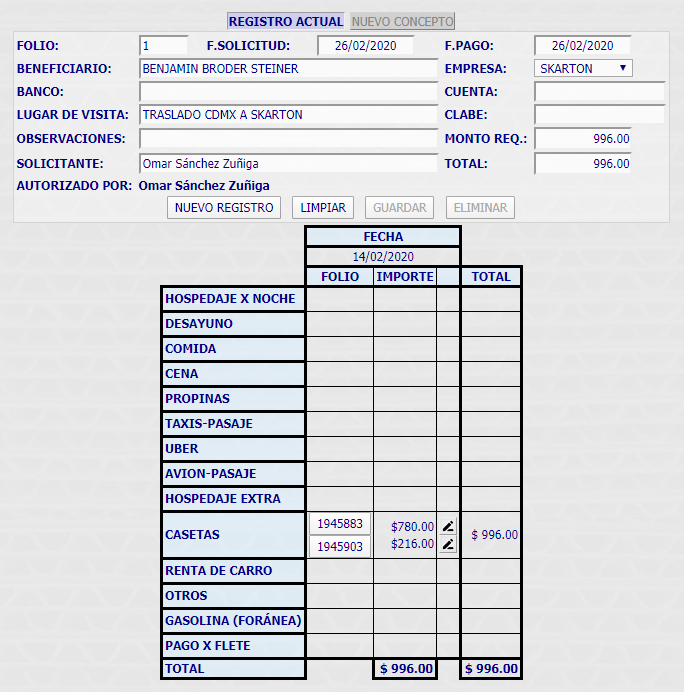 REGISTRO ACTUAL NUEVO CONCEPTO
FOLIO: 1 F.SOLICITUD: 26/02/2020 F.PAGO: 26/02/2020
BENEFICIARIO: BENJAMIN BRODER STEINER EMPRESA: SKARTON
BANCO: CUENTA:
LUGAR DE VISITA: TRASLADO CDMX A SKARTON CLABE:
OBSERVACIONES: MONTO REQ.: 996.00
SOLICITANTE: Omar Sánchez Zuñiga TOTAL: 996.00
AUTORIZADO POR: Omar Sánchez Zuñiga
NUEVO REGISTRO LIMPIAR GUARDAR ELIMINAR
FECHA
14/02/2020
FOLIO IMPORTE TOTAL
HOSPEDAJE X NOCHE
DESAYUNO
COMIDA
CENA
PROPINAS
TAXIS-PASAJE
UBER
AVION-PASAJE
HOSPEDAJE EXTRA
CASETAS 1945883 $780.00 $ 996.00
1945903 $216.00
RENTA DE CARRO
OTROS
GASOLINA (FORÁNEA)
PAGO X FLETE
TOTAL $ 996.00 $ 996.00